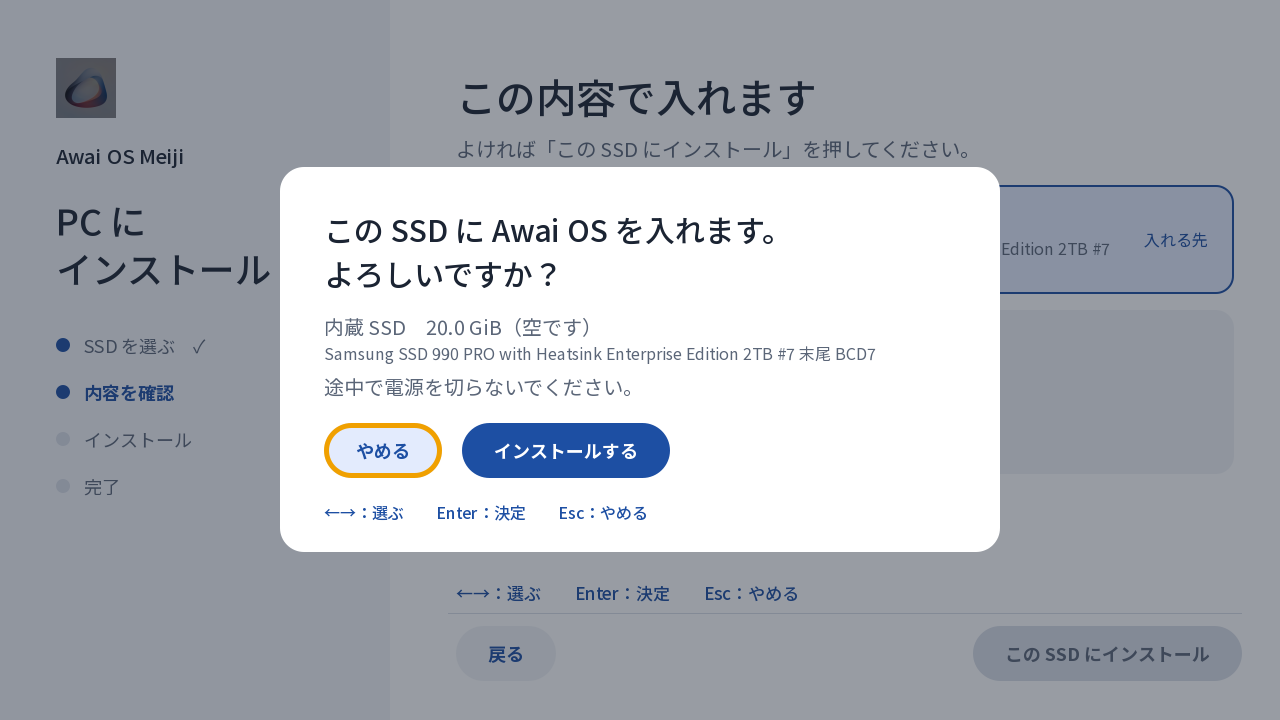 Awai OS Meiji
PC に
インストール
SSD を選ぶ ✓
内容を確認
インストール
完了
この内容で入れます
よければ「この SSD にインストール」を押してください。
Edition 2TB #7
入れる先
この SSD に Awai OS を入れます。
よろしいですか？
内蔵 SSD 20.0 GiB（空です）
Samsung SSD 990 PRO with Heatsink Enterprise Edition 2TB #7 末尾 BCD7
途中で電源を切らないでください。
やめる インストールする
←→：選ぶ Enter：決定 Esc：やめる
←→：選ぶ Enter：決定 Esc：やめる
戻る この SSD にインストール